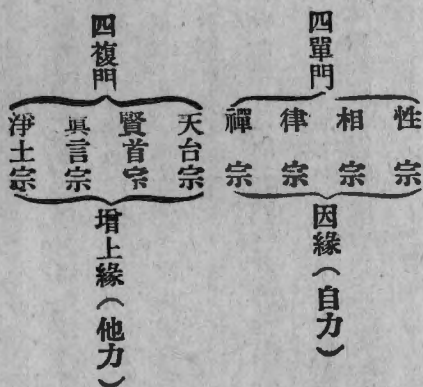 四單門
性宗
相宗
律宗
禪宗
因緣（自力）
四複門
天台宗
賢首宗
眞言宗
淨土宗
增上緣（他力）